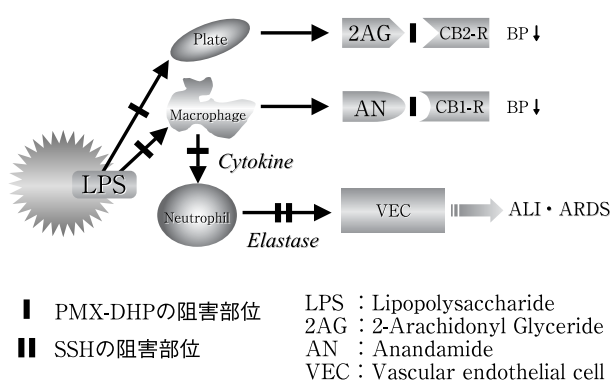 Plate
2AG
CB2-R
BP↓
Macrophage
AN
CB1-R
BP↓
LPS
Cytokine
Neutrophil
Elastase
VEC
ALI・ARDS
PMX-DHPの阻害部位
SSHの阻害部位
LPS：Lipopolysaccharide
2AG：2-Arachidonyl Glyceride
AN：Anandamide
VEC：Vascular endothelial cell